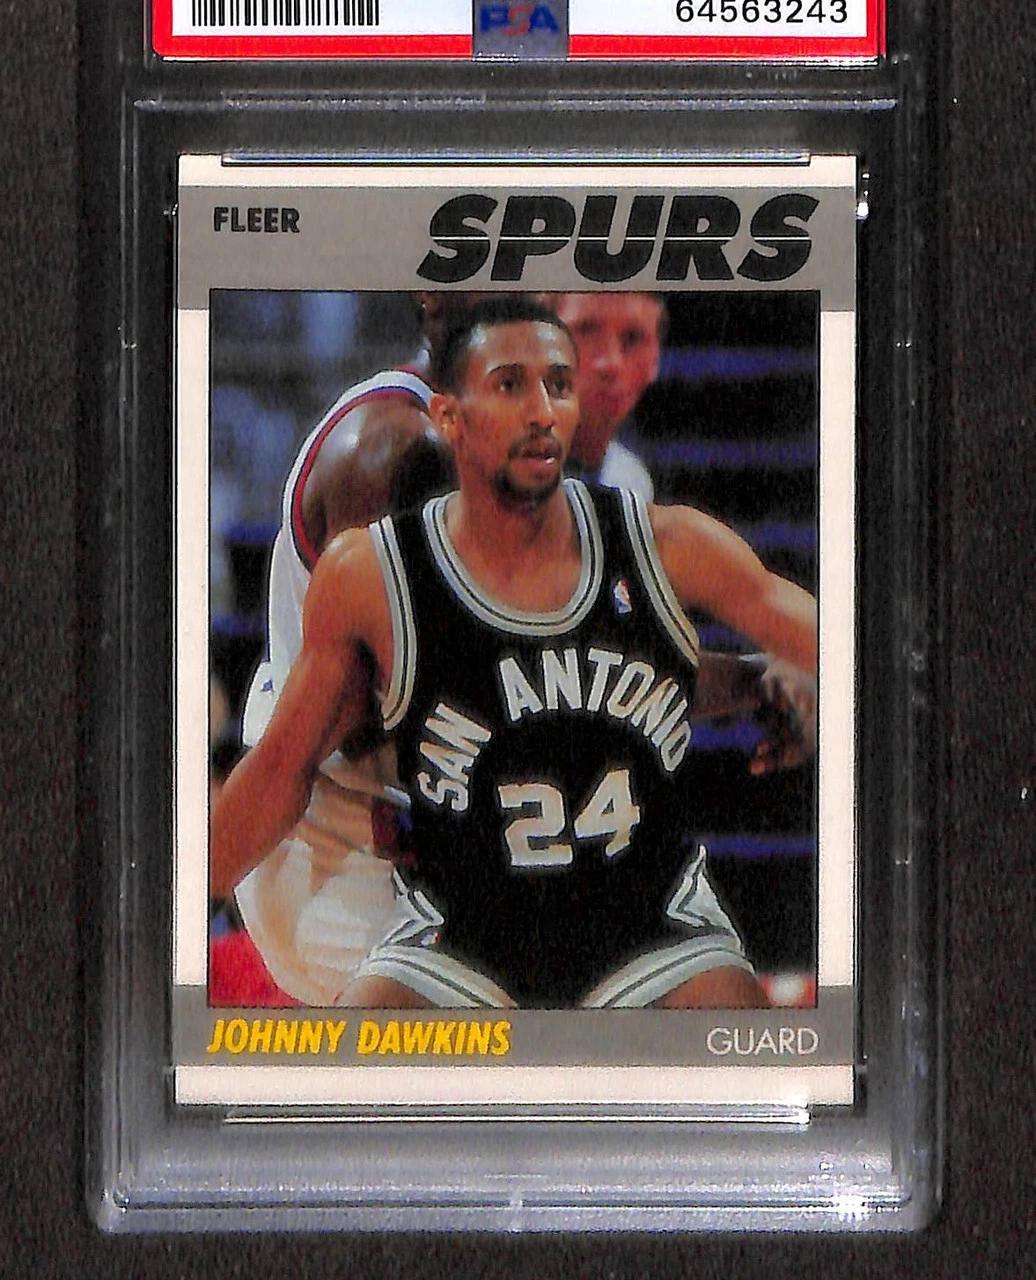 PSA
64563243
FLEER
SPURS
SAN ANTONIO
24
JOHNNY DAWKINS
GUARD